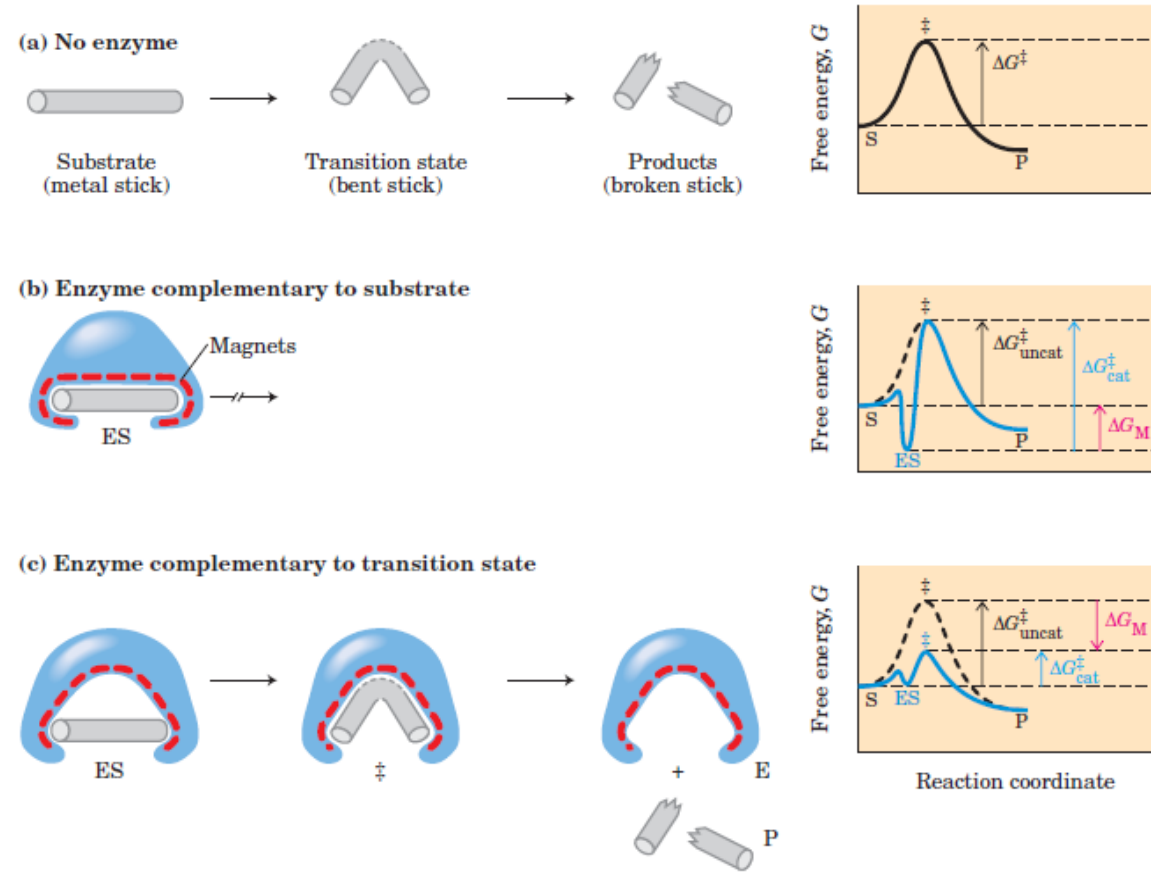 (a) No enzyme
Substrate
(metal stick)
Transition state
(bent stick)
Products
(broken stick)
Free energy, G
‡
ΔG‡
S
P
(b) Enzyme complementary to substrate
Magnets
ES
Free energy, G
‡
ΔG‡uncat
ΔG‡cat
ΔGM
S
ES
P
(c) Enzyme complementary to transition state
ES
‡
+ E
P
Free energy, G
‡
ΔG‡uncat
ΔGM
‡
ΔG‡cat
S
ES
P
Reaction coordinate